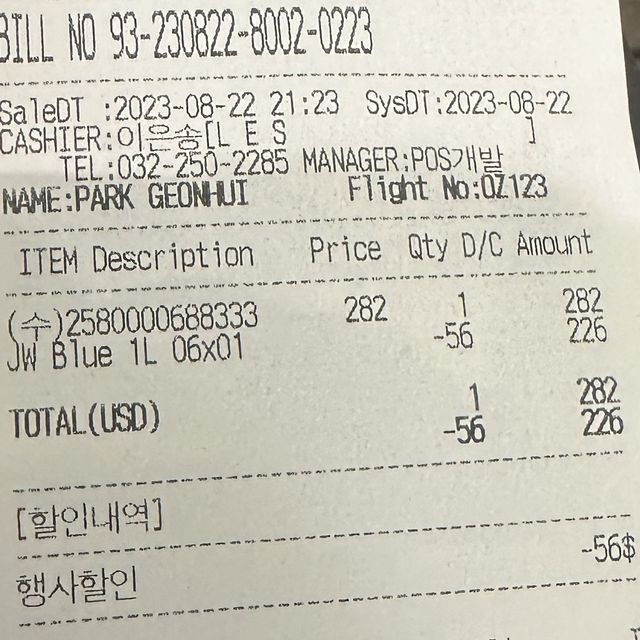 BILL NO 93-230822-8002-0223
SaleDT :2023-08-22 21:23 SysDT:2023-08-22
CASHIER:이은송[L E S ]
TEL:032-250-2285 MANAGER:POS개발
NAME:PARK GEONHUI Flight No:OZ123
ITEM Description Price Qty D/C Amount
(수)2580000688333 282 1 282
JW Blue 1L 06x01 -56 226
TOTAL(USD) 1 282
-56 226
[할인내역]
행사할인 -56$